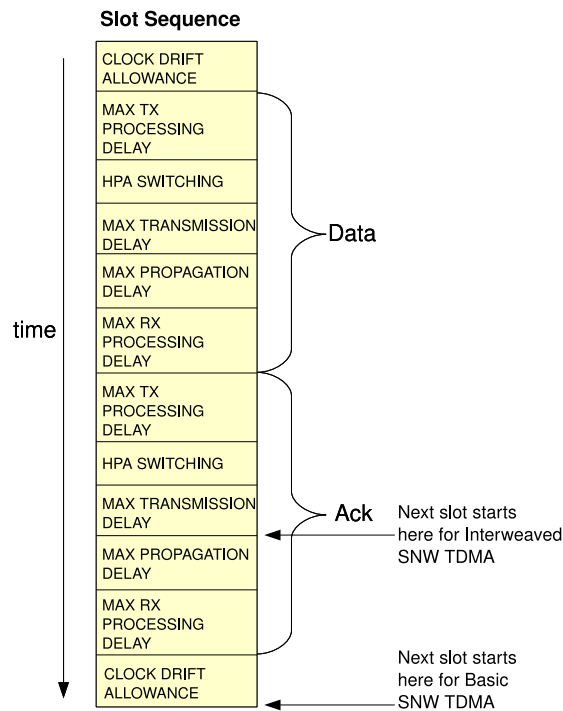 Slot Sequence
CLOCK DRIFT
ALLOWANCE
MAX TX
PROCESSING
DELAY
HPA SWITCHING
MAX TRANSMISSION
DELAY
MAX PROPAGATION
DELAY
MAX RX
PROCESSING
DELAY
Data
time
MAX TX
PROCESSING
DELAY
HPA SWITCHING
MAX TRANSMISSION
DELAY
MAX PROPAGATION
DELAY
MAX RX
PROCESSING
DELAY
Ack
Next slot starts
here for Interweaved
SNW TDMA
CLOCK DRIFT
ALLOWANCE
Next slot starts
here for Basic
SNW TDMA